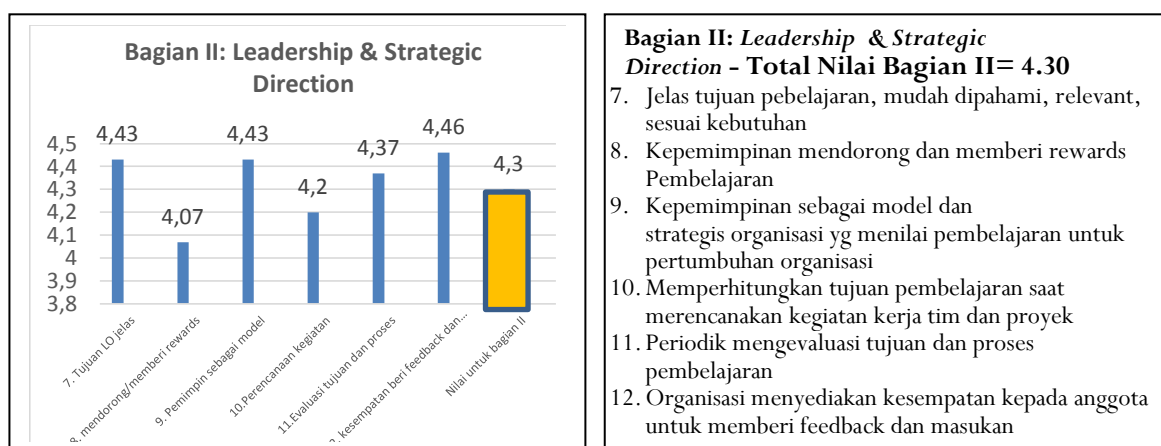 Bagian II: Leadership & Strategic
Direction
4,5
4,4
4,3
4,2
4,1
4
3,9
3,8
4,43
4,07
4,43
4,2
4,37
4,46
4,3
7. Tujuan LO jelas
8. mendorong/memberi rewards
9. Pemimpin sebagai model
10.Perencanaan kegiatan
11.Evaluasi tujuan dan proses
2. kesempatan beri feedback dan...
Nilai untuk bagian II
Bagian II: Leadership & Strategic
Direction - Total Nilai Bagian II= 4.30
7. Jelas tujuan pebelajaran, mudah dipahami, relevant,
sesuai kebutuhan
8. Kepemimpinan mendorong dan memberi rewards
Pembelajaran
9. Kepemimpinan sebagai model dan
strategis organisasi yg menilai pembelajaran untuk
pertumbuhan organisasi
10. Memperhitungkan tujuan pembelajaran saat
merencanakan kegiatan kerja tim dan proyek
11. Periodik mengevaluasi tujuan dan proses
pembelajaran
12. Organisasi menyediakan kesempatan kepada anggota
untuk memberi feedback dan masukan